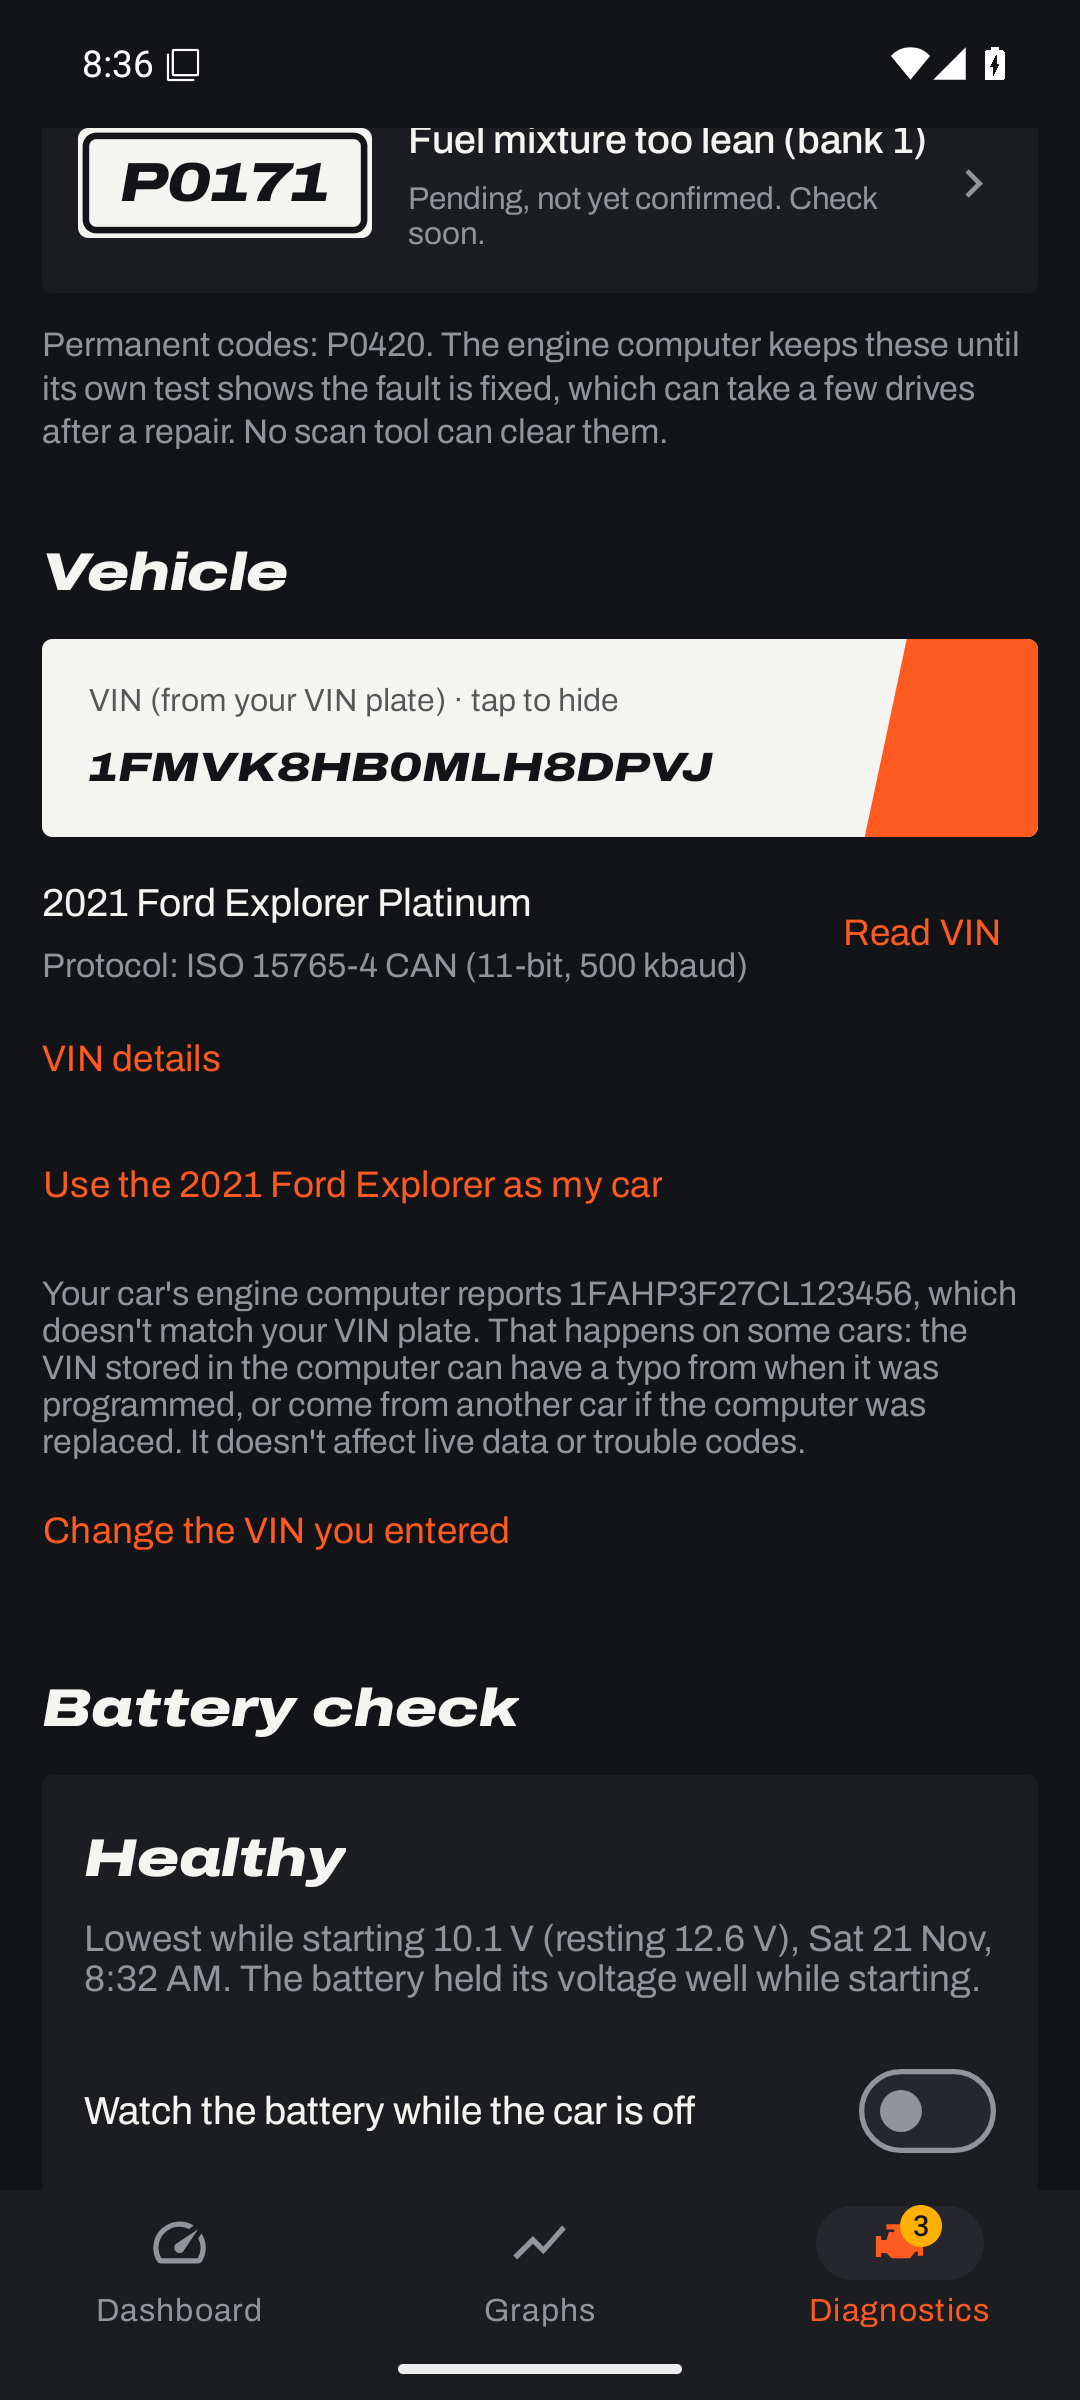 8:36
P0171
Fuel mixture too lean (bank 1)
Pending, not yet confirmed. Check
soon.
Permanent codes: P0420. The engine computer keeps these until
its own test shows the fault is fixed, which can take a few drives
after a repair. No scan tool can clear them.
Vehicle
VIN (from your VIN plate) · tap to hide
1FMVK8HB0MLH8DPVJ
2021 Ford Explorer Platinum
Read VIN
Protocol: ISO 15765-4 CAN (11-bit, 500 kbaud)
VIN details
Use the 2021 Ford Explorer as my car
Your car's engine computer reports 1FAHP3F27CL123456, which
doesn't match your VIN plate. That happens on some cars: the
VIN stored in the computer can have a typo from when it was
programmed, or come from another car if the computer was
replaced. It doesn't affect live data or trouble codes.
Change the VIN you entered
Battery check
Healthy
Lowest while starting 10.1 V (resting 12.6 V), Sat 21 Nov,
8:32 AM. The battery held its voltage well while starting.
Watch the battery while the car is off
3
Dashboard
Graphs
Diagnostics